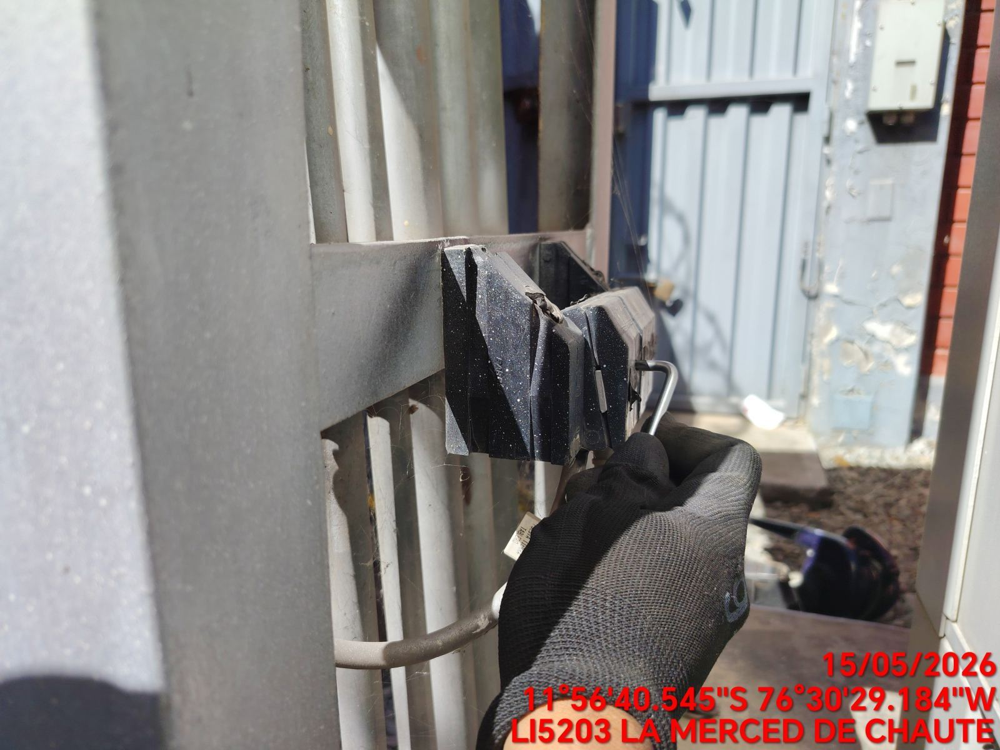 15/05/2026
11°56'40.545"S 76°30'29.184"W
LI5203 LA MERCED DE CHAUTE